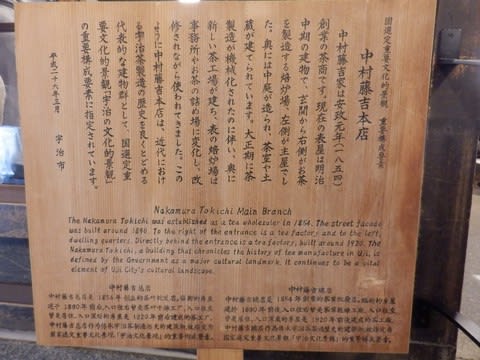 国選定重要文化的景観　重要構成要素
中村藤吉本店
中村藤吉家は安政元年（一八五四）
創業の茶商です。現在の表屋は明治
中期の建物で、玄関から右側がお茶
を製造する焙炉場、左側が主屋でし
た。奥には中庭が造られ、茶室や土
蔵が建てられています。大正期に茶
製造が機械化されたのに伴い、奥に
新しい茶工場が建ち、表の焙炉場は
事務所やお茶の詰め場に変化し、改
修されながら使われてきました。この
ように中村藤吉本店は、近代におけ
る宇治茶製造の歴史を良くとどめる
代表的な建物群として、国選定重
要文化的景観「宇治の文化的景観」
の重要構成要素に指定されています。
平成二十六年三月　宇治市
Nakamura Tokichi Main Branch
The Nakamura Tokichi was established as a tea wholesaler in 1854. The street facade
was built around 1890. To the right of the entrance is a tea factory and to the left,
dwelling quarters. Directly behind the entrance is a tea factory, built around 1920. The
Nakamura Tokichi, a building that chronicles the history of tea manufacture in Uji, is
defined by the Government as a major cultural landmark. It continues to be a vital
element of Uji City's cultural landscape.
中村藤吉总店
中村藤吉總店